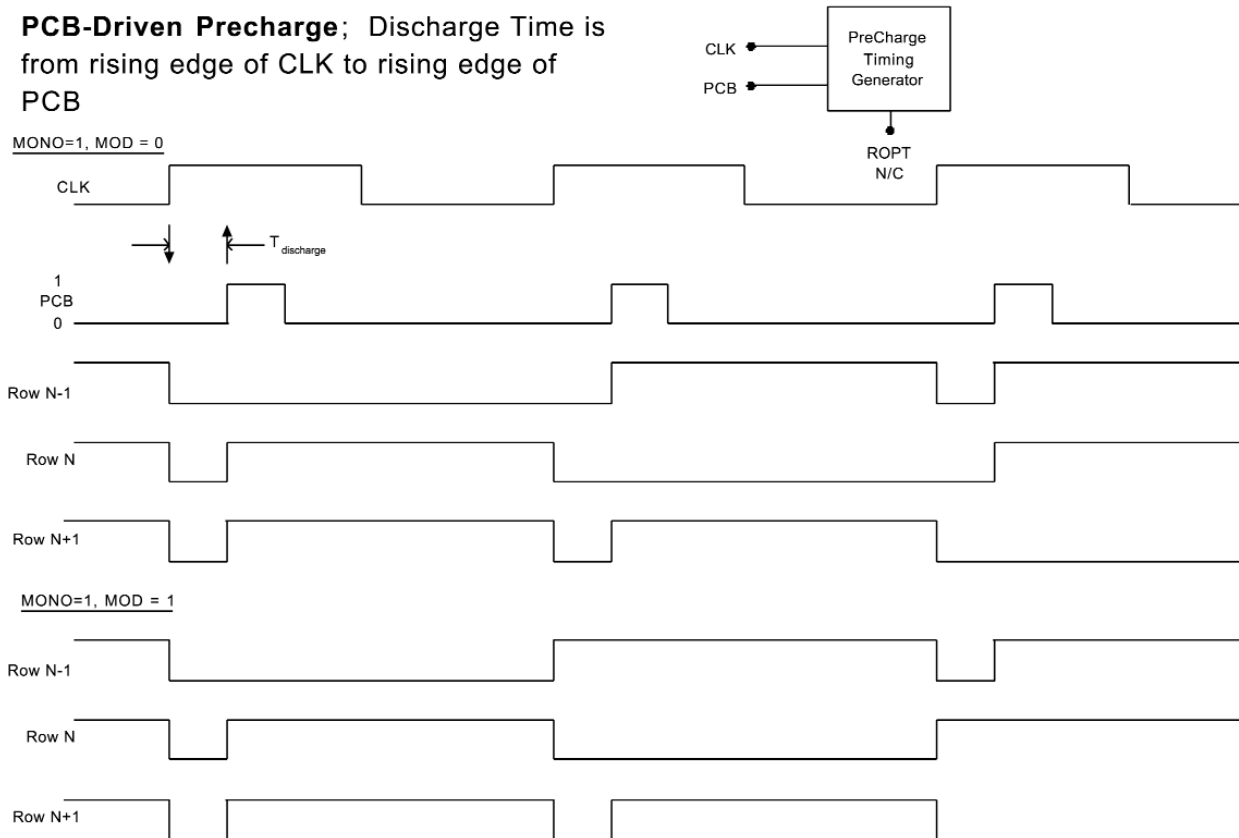 PCB-Driven Precharge; Discharge Time is
from rising edge of CLK to rising edge of
PCB
CLK
PCB
PreCharge
Timing
Generator
ROPT
N/C
MONO=1, MOD = 0
CLK
T discharge
1
PCB
0
Row N-1
Row N
Row N+1
MONO=1, MOD = 1
Row N-1
Row N
Row N+1